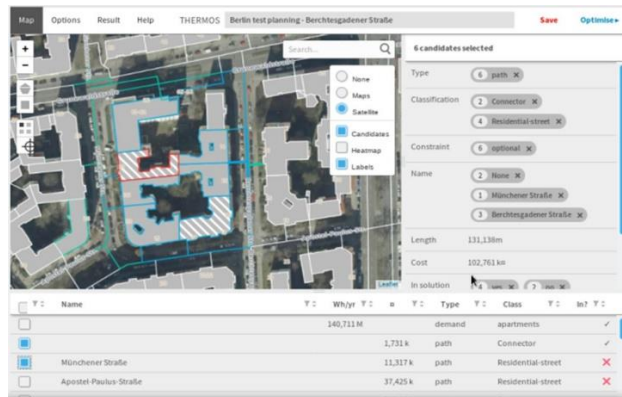 Map Options Result Help THERMOS Berlin test planning - Berchtesgadener Straße Save Optimise▸
+
−
Search...
None
Maps
Satellite
Candidates
Heatmap
Labels
Apostel-Paulus-Str
Leaflet
6 candidates selected
Type 6 path ×
Classification 2 Connector ×
4 Residential-street ×
Constraint 6 optional ×
Name 2 None ×
1 Münchener Straße ×
3 Berchtesgadener Straße ×
Length 131,138m
Cost 102,761 k¤
In solution 4 yes × 2 no ×
Name Wh/yr ¤ Type Class In?
140,711 M demand apartments ✓
1,731 k path Connector ✓
Münchener Straße 11,317 k path Residential-street ×
Apostel-Paulus-Straße 37,425 k path Residential-street ×